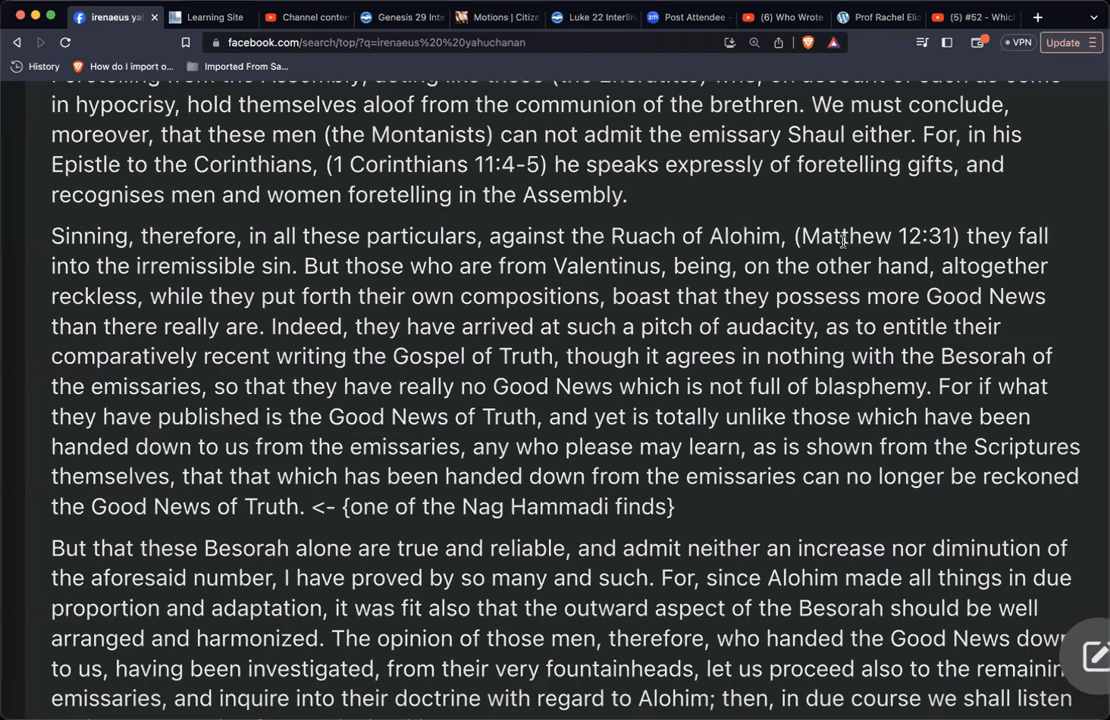 irenaeus yal
Learning Site
Channel conten
Genesis 29 Inte
Motions | Citize
Luke 22 Interlin
zm
Post Attendee -
(6) Who Wrote
Prof Rachel Elio
(5) #52 - Which
facebook.com/search/top/?q=irenaeus%20%20yahuchanan
VPN
Update
History
How do I import o...
Imported From Sa...
in hypocrisy, hold themselves aloof from the communion of the brethren. We must conclude,
moreover, that these men (the Montanists) can not admit the emissary Shaul either. For, in his
Epistle to the Corinthians, (1 Corinthians 11:4-5) he speaks expressly of foretelling gifts, and
recognises men and women foretelling in the Assembly.
Sinning, therefore, in all these particulars, against the Ruach of Alohim, (Matthew 12:31) they fall
into the irremissible sin. But those who are from Valentinus, being, on the other hand, altogether
reckless, while they put forth their own compositions, boast that they possess more Good News
than there really are. Indeed, they have arrived at such a pitch of audacity, as to entitle their
comparatively recent writing the Gospel of Truth, though it agrees in nothing with the Besorah of
the emissaries, so that they have really no Good News which is not full of blasphemy. For if what
they have published is the Good News of Truth, and yet is totally unlike those which have been
handed down to us from the emissaries, any who please may learn, as is shown from the Scriptures
themselves, that that which has been handed down from the emissaries can no longer be reckoned
the Good News of Truth. <- {one of the Nag Hammadi finds}
But that these Besorah alone are true and reliable, and admit neither an increase nor diminution of
the aforesaid number, I have proved by so many and such. For, since Alohim made all things in due
proportion and adaptation, it was fit also that the outward aspect of the Besorah should be well
arranged and harmonized. The opinion of those men, therefore, who handed the Good News down
to us, having been investigated, from their very fountainheads, let us proceed also to the remainin
emissaries, and inquire into their doctrine with regard to Alohim; then, in due course we shall listen